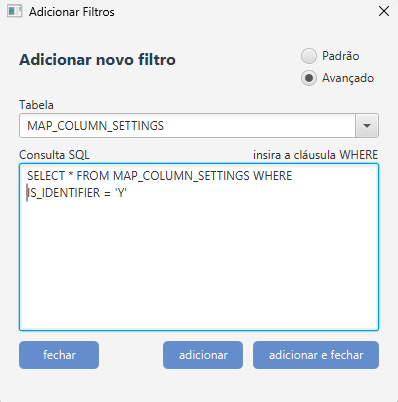 Adicionar Filtros
Adicionar novo filtro
Padrão
Avançado
Tabela
MAP_COLUMN_SETTINGS
Consulta SQL
insira a cláusula WHERE
SELECT * FROM MAP_COLUMN_SETTINGS WHERE
IS_IDENTIFIER = 'Y'
fechar
adicionar
adicionar e fechar